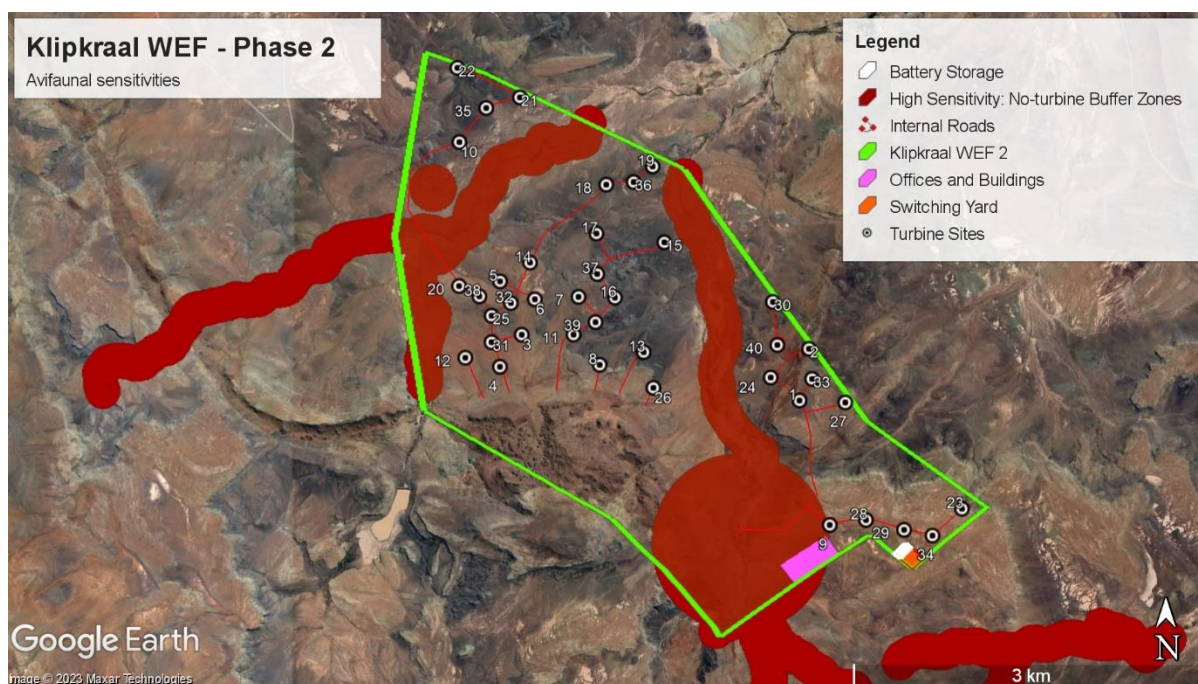 Klipkraal WEF - Phase 2
Avifaunal sensitivities
Legend
Battery Storage
High Sensitivity: No-turbine Buffer Zones
Internal Roads
Klipkraal WEF 2
Offices and Buildings
Switching Yard
Turbine Sites
22
21
35
10
19
18
36
17
15
14
37
5
20
38
32
6
7
16
30
25
39
11
3
31
40
2
12
13
8
4
24
33
26
1
27
23
28
9
29
34
Google Earth
Image © 2023 Maxar Technologies
3 km
N